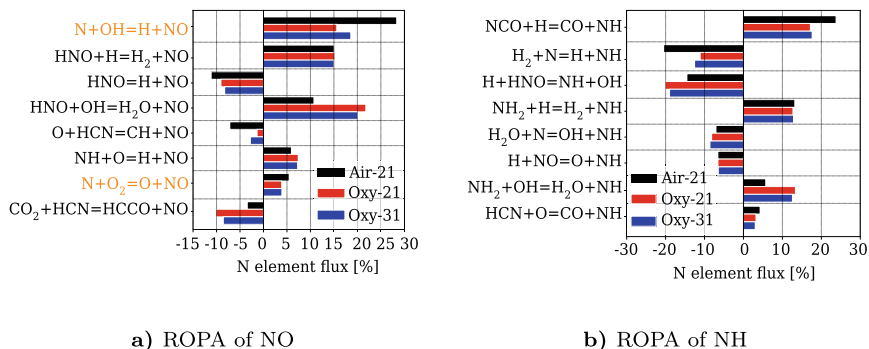 N+OH=H+NO
HNO+H=H₂+NO
HNO=H+NO
HNO+OH=H₂O+NO
O+HCN=CH+NO
NH+O=H+NO
N+O₂=O+NO
CO₂+HCN=HCCO+NO
Air-21
Oxy-21
Oxy-31
-15 -10 -5 0 5 10 15 20 25 30
N element flux [%]
a) ROPA of NO
NCO+H=CO+NH
H₂+N=H+NH
H+HNO=NH+OH
NH₂+H=H₂+NH
H₂O+N=OH+NH
H+NO=O+NH
NH₂+OH=H₂O+NH
HCN+O=CO+NH
Air-21
Oxy-21
Oxy-31
-30 -20 -10 0 10 20 30
N element flux [%]
b) ROPA of NH